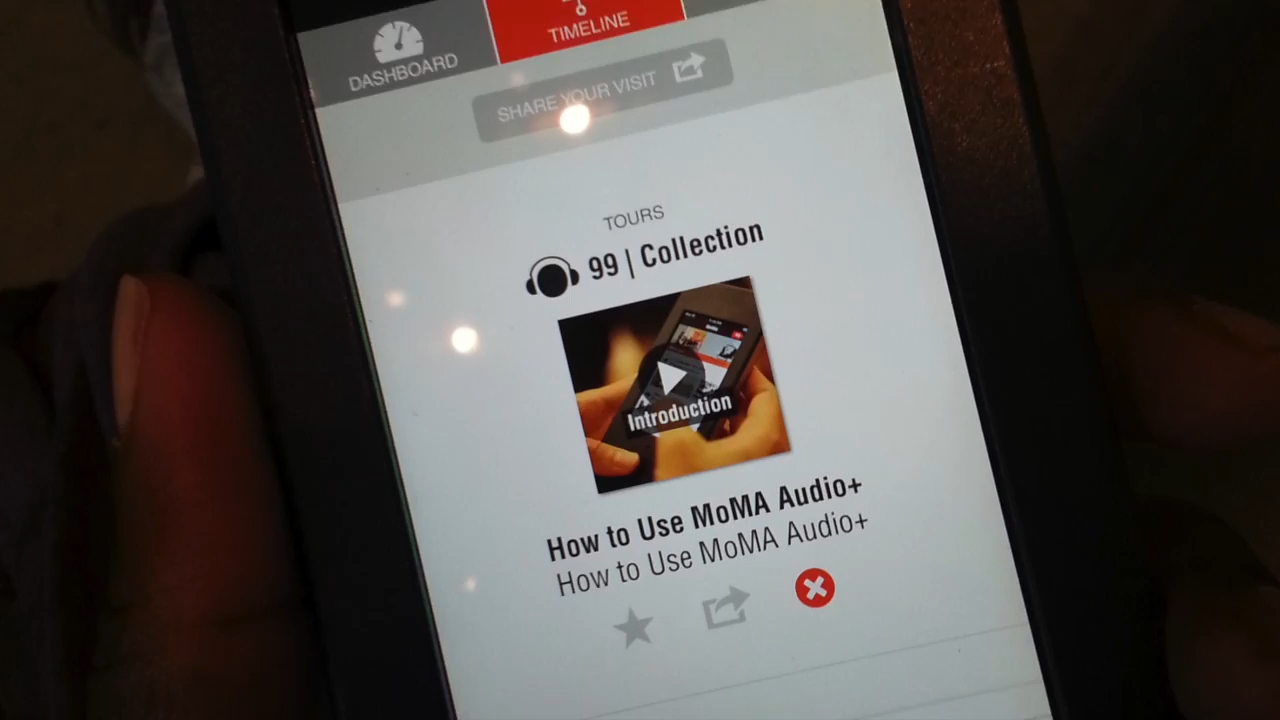 DASHBOARD
TIMELINE
SHARE YOUR VISIT
TOURS
99 | Collection
Introduction
How to Use MoMA Audio+
How to Use MoMA Audio+